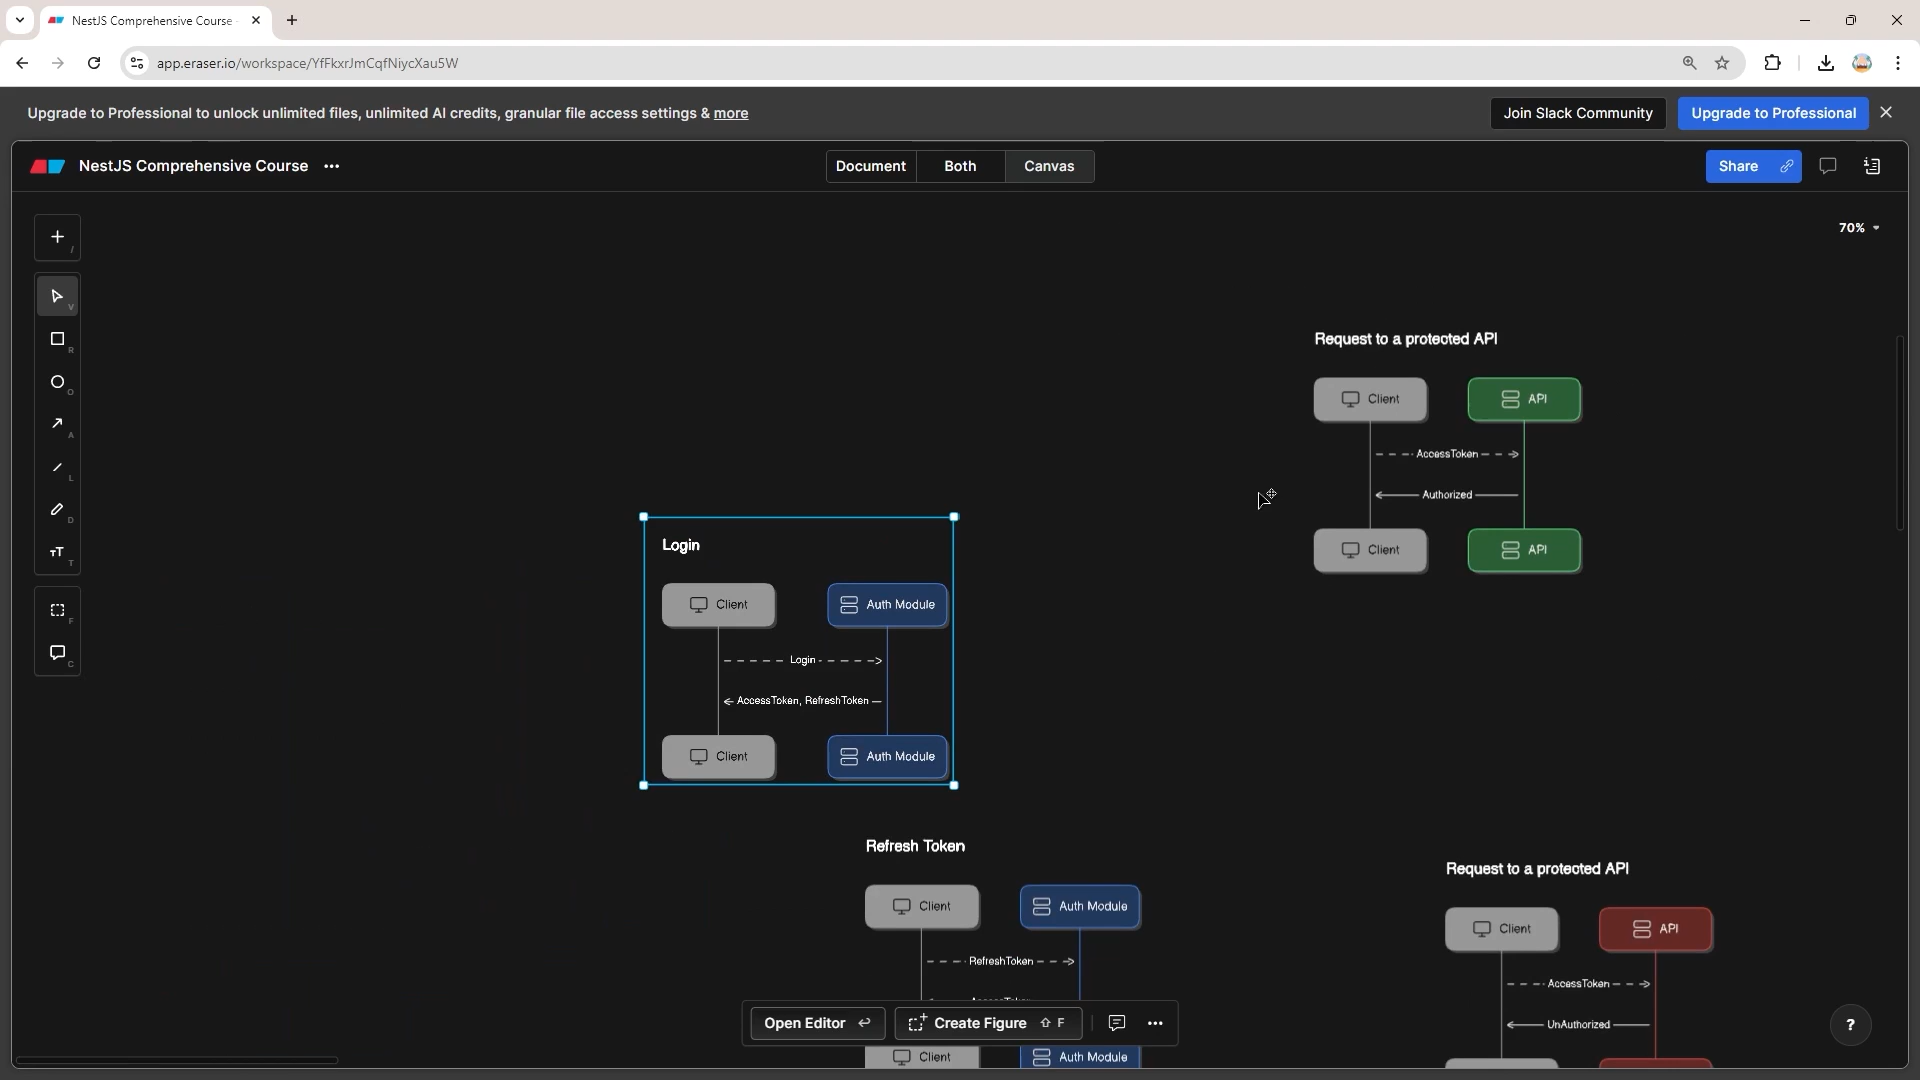 NestJS Comprehensive Course
app.eraser.io/workspace/YfFkxrJmCqfNiycXau5W
Upgrade to Professional to unlock unlimited files, unlimited AI credits, granular file access settings & more
Join Slack Community
Upgrade to Professional
NestJS Comprehensive Course
Document
Both
Canvas
Share
70%
/
V
R
O
A
L
D
T
F
C
Request to a protected API
Client
API
AccessToken
Authorized
Client
API
Login
Client
Auth Module
Login
AccessToken, RefreshToken
Client
Auth Module
Refresh Token
Client
Auth Module
RefreshToken
Client
Auth Module
Request to a protected API
Client
API
AccessToken
UnAuthorized
Open Editor
Create Figure
F
?